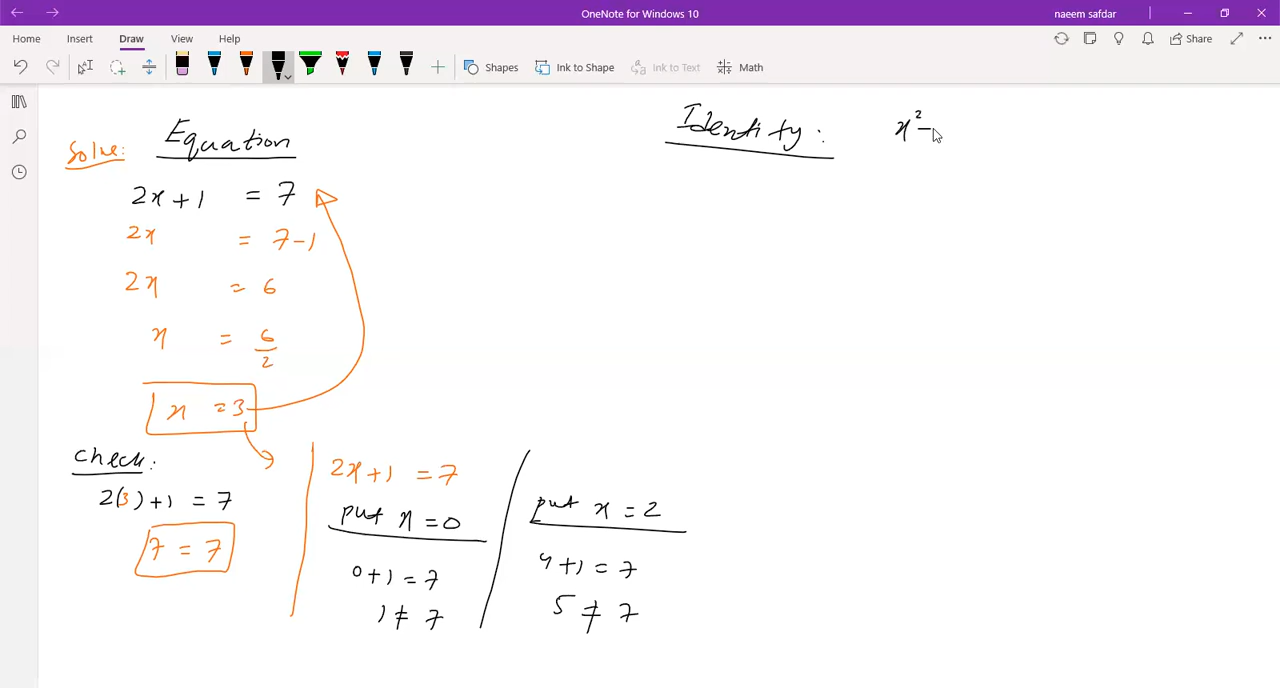 OneNote for Windows 10
naeem safdar
Home Insert Draw View Help
Share
Shapes Ink to Shape Ink to Text Math
Solve: Equation
2x+1 = 7
2x = 7-1
2x = 6
x = 6/2
x = 3
Check:
2(3)+1 = 7
7 = 7
2x+1 = 7
put x = 0
0+1 = 7
1 ≠ 7
put x = 2
4+1 = 7
5 ≠ 7
Identity: x² -